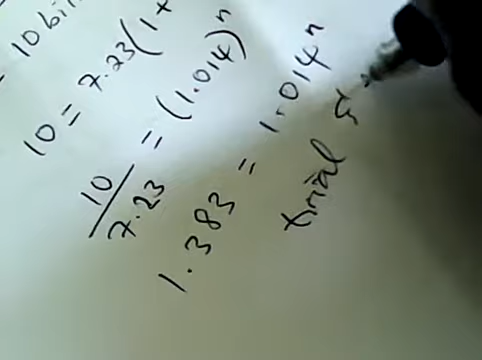 = 10 bil
10 = 7.23(1+
10/7.23 = (1.014)ⁿ
1.383 = 1.014ⁿ
trial &